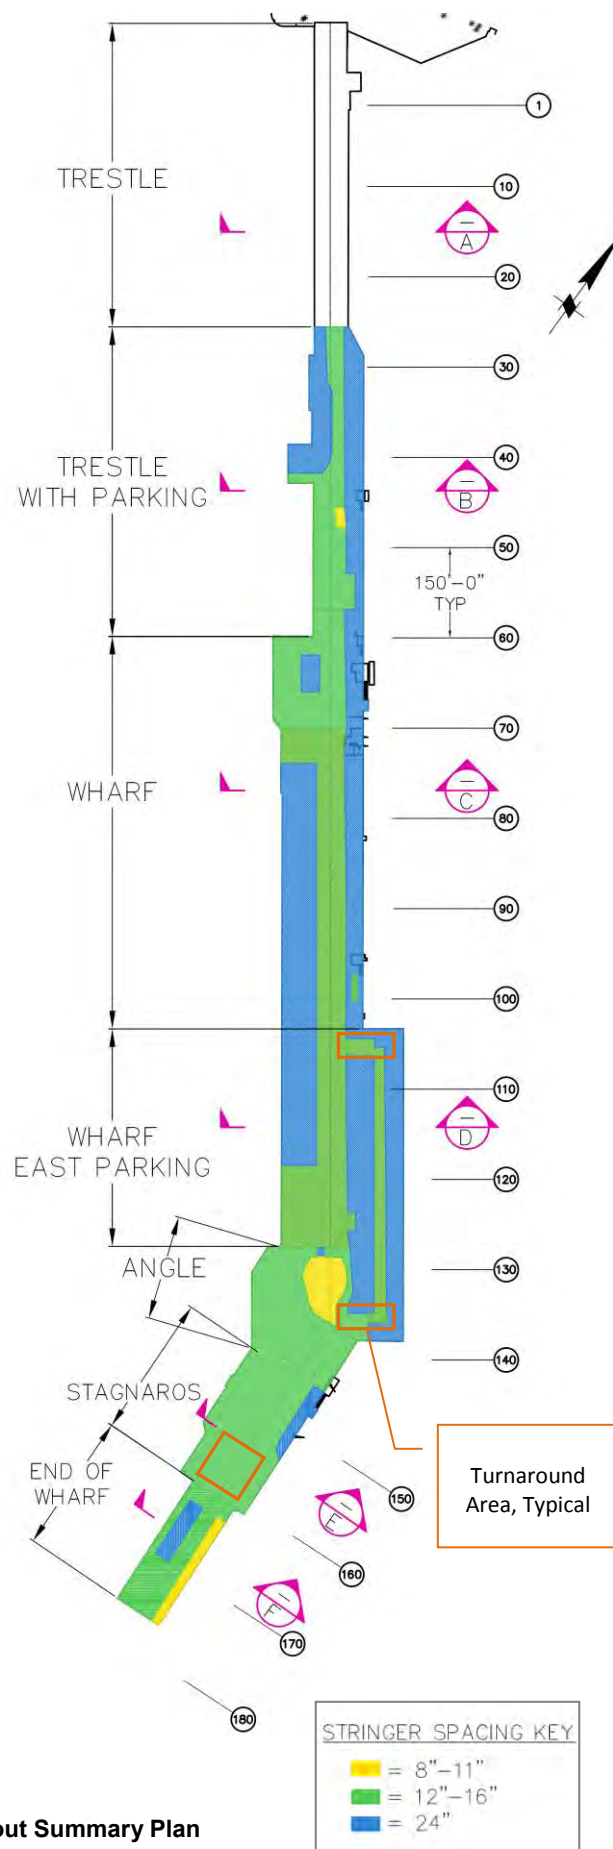 1
TRESTLE
10
A
20
30
TRESTLE
WITH PARKING
40
B
50
150'-0"
TYP
60
70
WHARF
C
80
90
100
110
WHARF
EAST PARKING
D
120
ANGLE
130
140
STAGNAROS
END OF
WHARF
Turnaround
Area, Typical
150
E
160
F
170
180
STRINGER SPACING KEY
= 8"-11"
= 12"-16"
= 24"
out Summary Plan